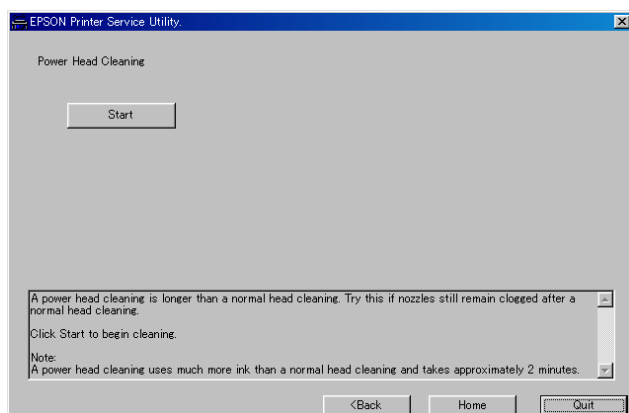 EPSON Printer Service Utility.
Power Head Cleaning
Start
A power head cleaning is longer than a normal head cleaning. Try this if nozzles still remain clogged after a
normal head cleaning.
Click Start to begin cleaning.
Note:
A power head cleaning uses much more ink than a normal head cleaning and takes approximately 2 minutes.
<Back
Home
Quit